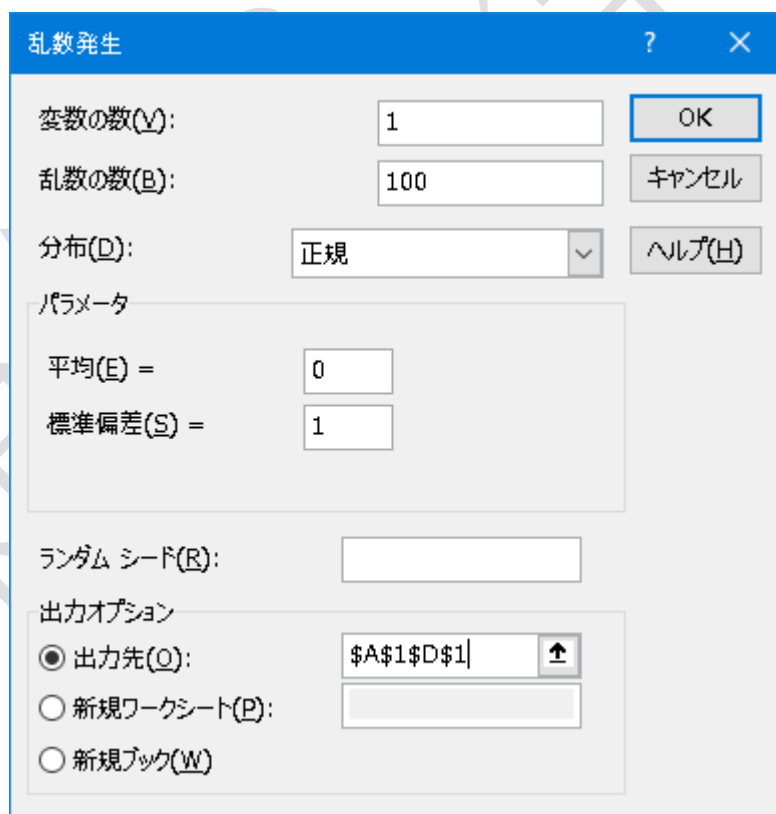 乱数発生 ? ×
変数の数(V): 1 OK
乱数の数(B): 100 キャンセル
分布(D): 正規 ヘルプ(H)
パラメータ
平均(E) = 0
標準偏差(S) = 1
ランダム シード(R):
出力オプション
出力先(O): $A$1$D$1
新規ワークシート(P):
新規ブック(W)